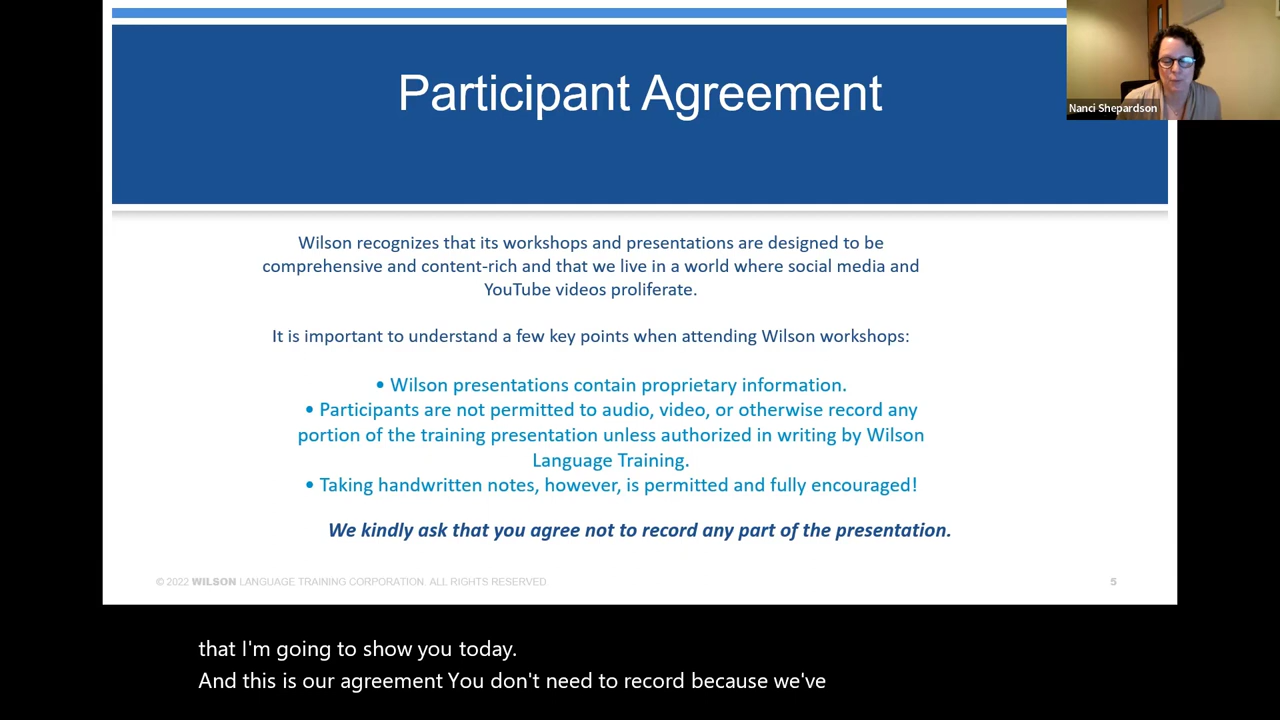 Participant Agreement
Nanci Shepardson
Wilson recognizes that its workshops and presentations are designed to be
comprehensive and content-rich and that we live in a world where social media and
YouTube videos proliferate.
It is important to understand a few key points when attending Wilson workshops:
• Wilson presentations contain proprietary information.
• Participants are not permitted to audio, video, or otherwise record any
portion of the training presentation unless authorized in writing by Wilson
Language Training.
• Taking handwritten notes, however, is permitted and fully encouraged!
We kindly ask that you agree not to record any part of the presentation.
© 2022 WILSON LANGUAGE TRAINING CORPORATION. ALL RIGHTS RESERVED
5
that I'm going to show you today.
And this is our agreement You don't need to record because we've